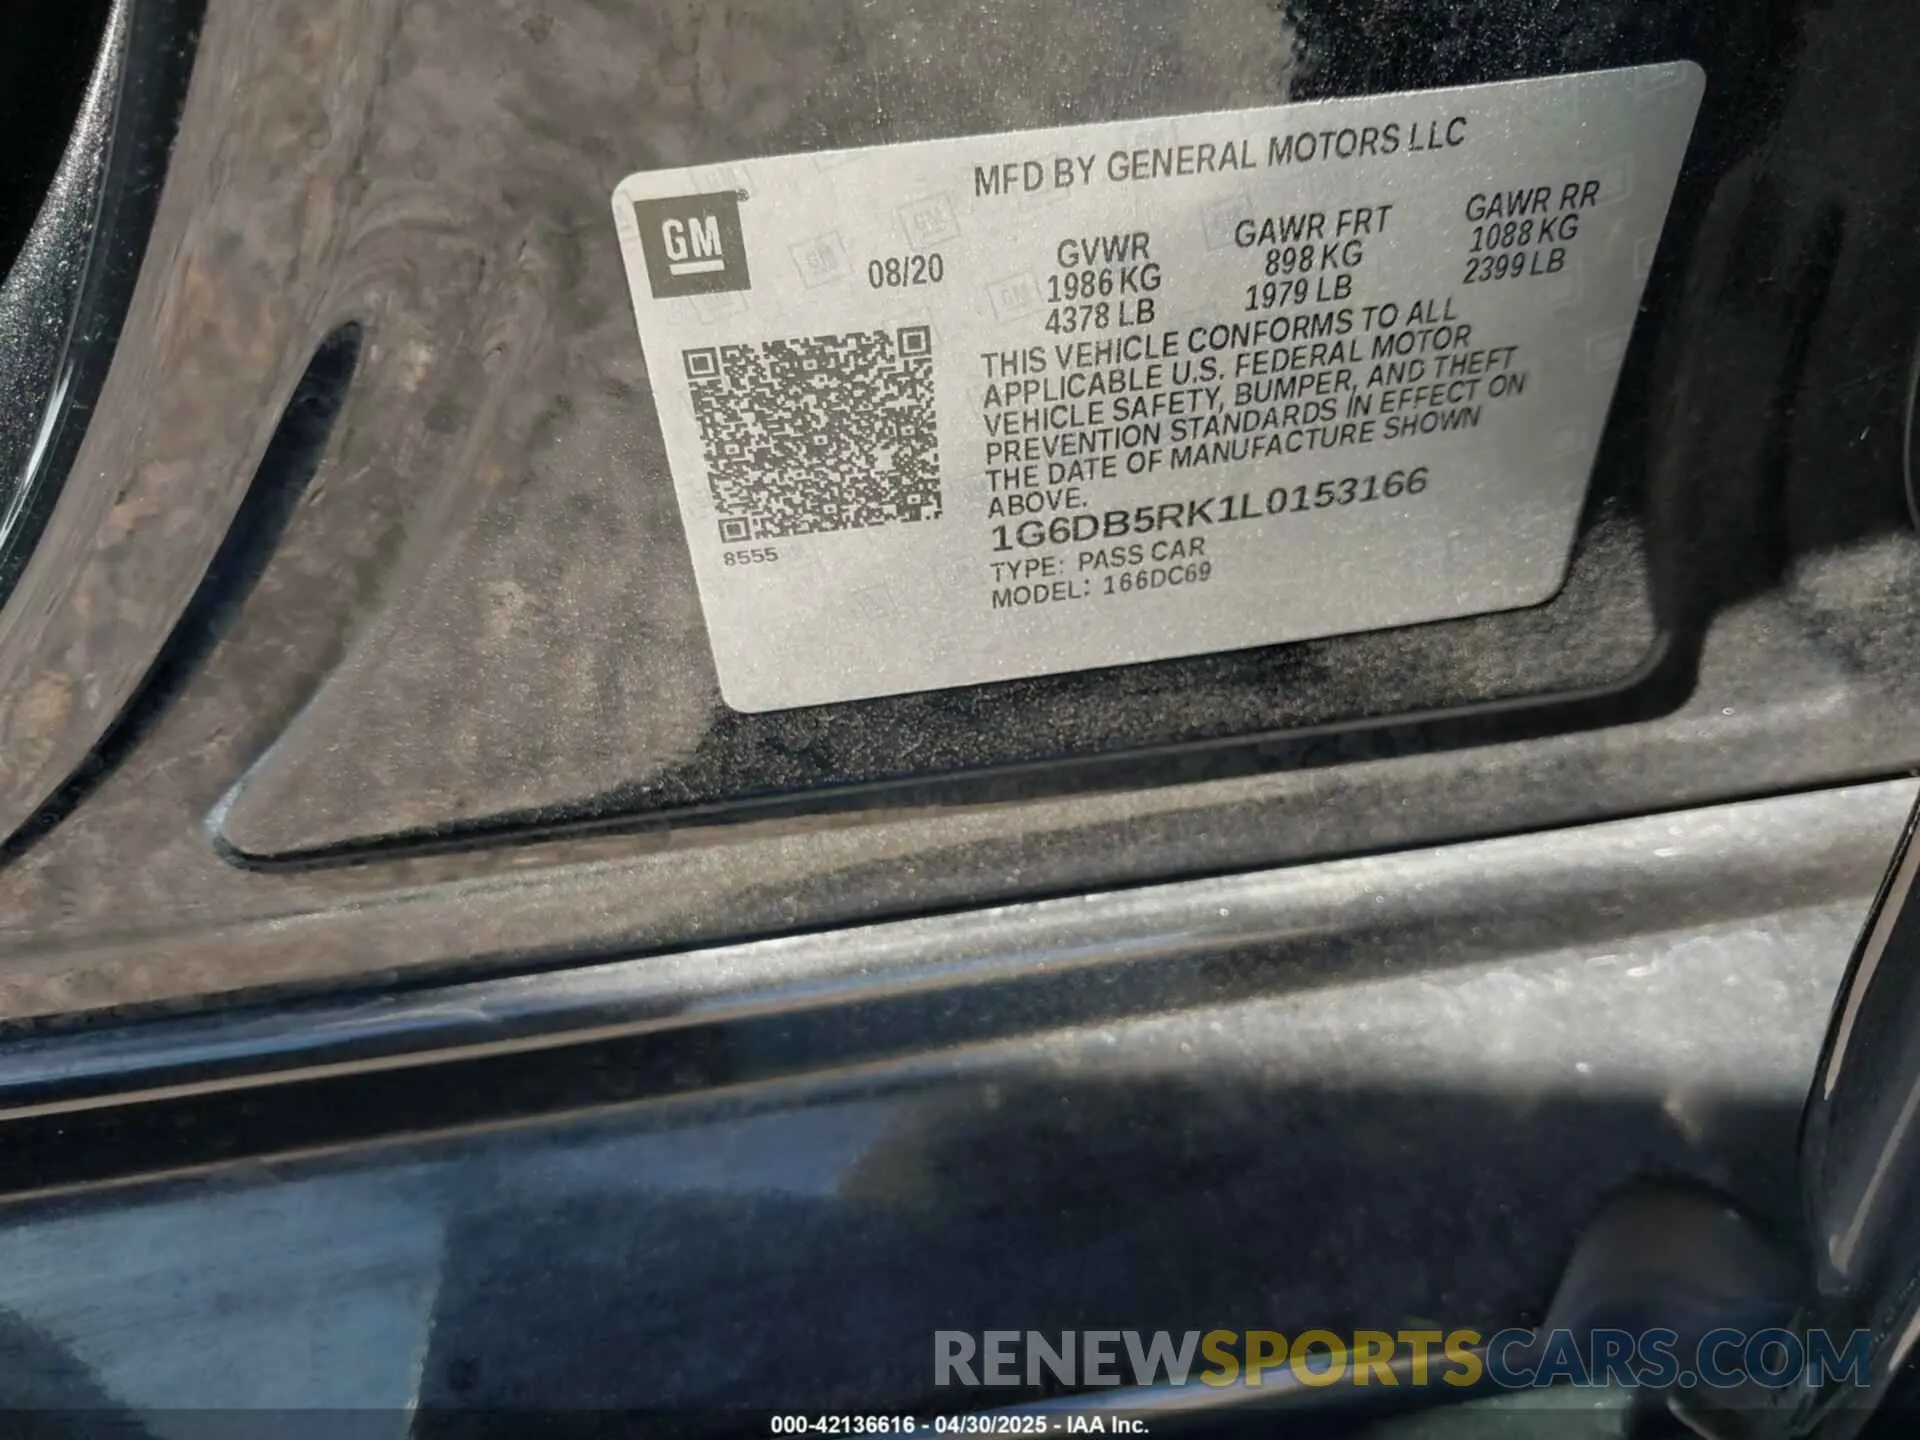 MFD BY GENERAL MOTORS LLC
GM®
08/20
GVWR
1986 KG
4378 LB
GAWR FRT
898 KG
1979 LB
GAWR RR
1088 KG
2399 LB
THIS VEHICLE CONFORMS TO ALL
APPLICABLE U.S. FEDERAL MOTOR
VEHICLE SAFETY, BUMPER, AND THEFT
PREVENTION STANDARDS IN EFFECT ON
THE DATE OF MANUFACTURE SHOWN
ABOVE.
1G6DB5RK1L0153166
TYPE: PASS CAR
MODEL: 166DC69
8555
RENEWSPORTSCARS.COM
000-42136616 - 04/30/2025 - IAA Inc.